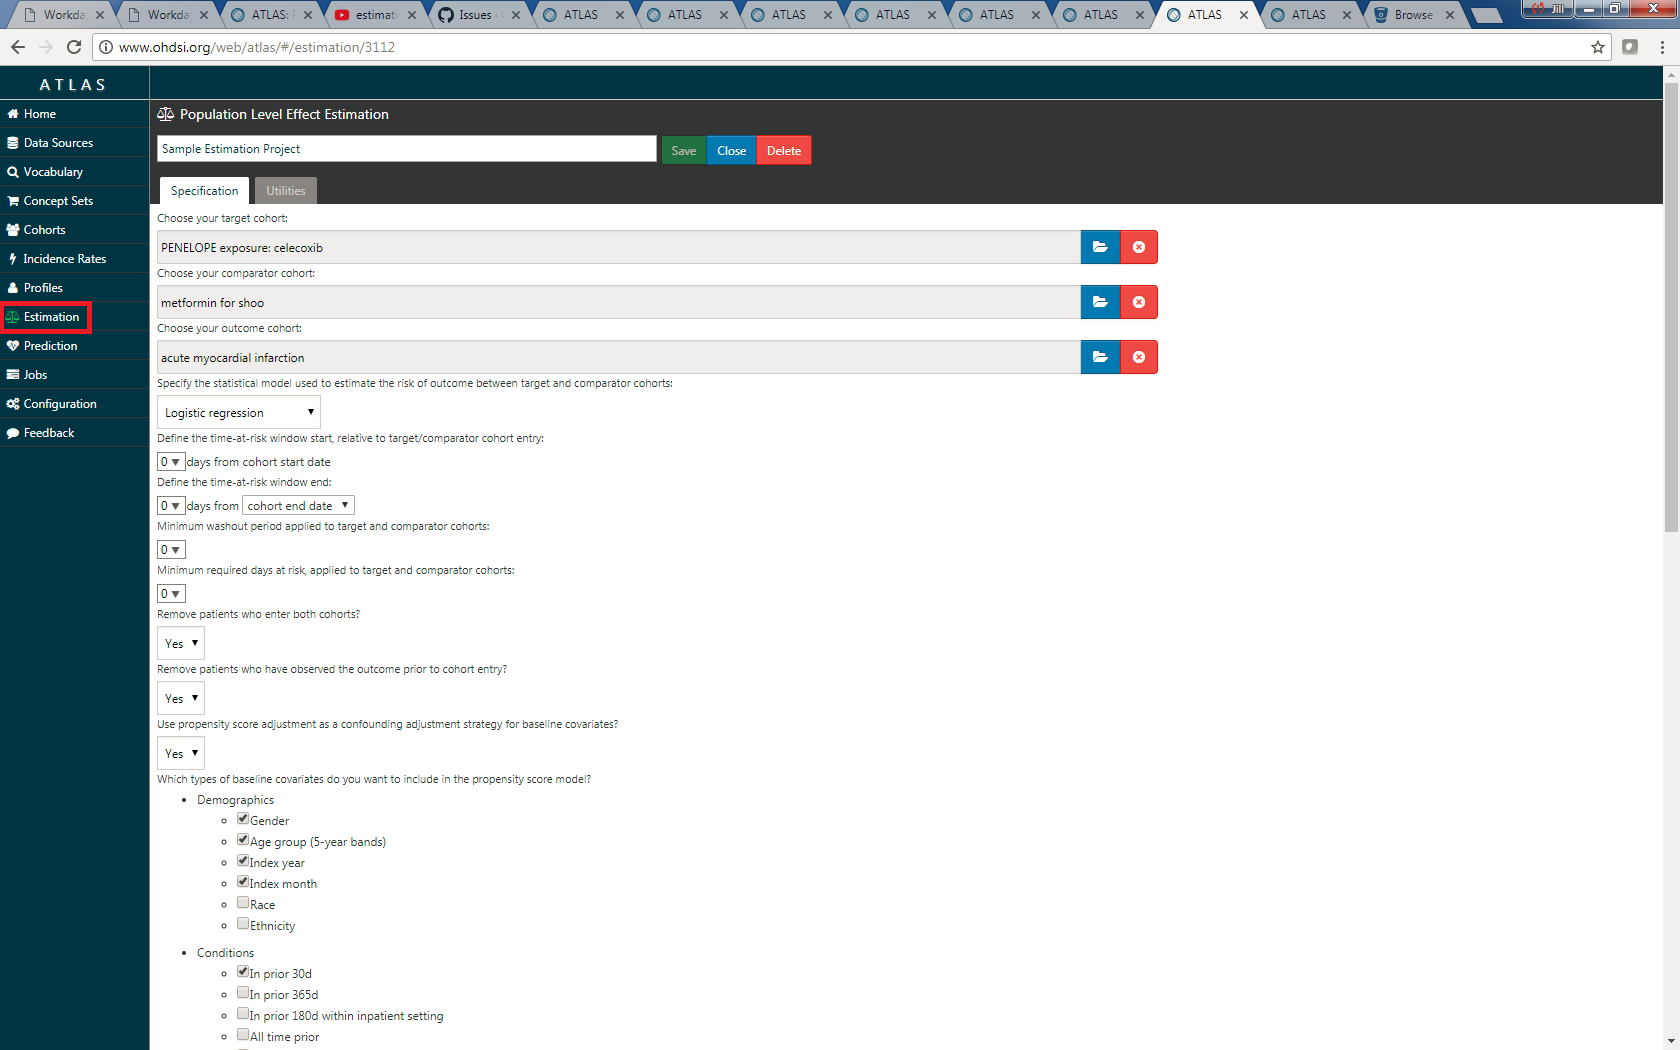 Workda
Workda
ATLAS:
estimati
Issues ·
ATLAS
ATLAS
ATLAS
ATLAS
ATLAS
ATLAS
ATLAS
ATLAS
Browse
Jill
www.ohdsi.org/web/atlas/#/estimation/3112
ATLAS
Home
Data Sources
Vocabulary
Concept Sets
Cohorts
Incidence Rates
Profiles
Estimation
Prediction
Jobs
Configuration
Feedback
Population Level Effect Estimation
Sample Estimation Project
Save
Close
Delete
Specification
Utilities
Choose your target cohort:
PENELOPE exposure: celecoxib
Choose your comparator cohort:
metformin for shoo
Choose your outcome cohort:
acute myocardial infarction
Specify the statistical model used to estimate the risk of outcome between target and comparator cohorts:
Logistic regression
Define the time-at-risk window start, relative to target/comparator cohort entry:
0 days from cohort start date
Define the time-at-risk window end:
0 days from cohort end date
Minimum washout period applied to target and comparator cohorts:
0
Minimum required days at risk, applied to target and comparator cohorts:
0
Remove patients who enter both cohorts?
Yes
Remove patients who have observed the outcome prior to cohort entry?
Yes
Use propensity score adjustment as a confounding adjustment strategy for baseline covariates?
Yes
Which types of baseline covariates do you want to include in the propensity score model?
Demographics
Gender
Age group (5-year bands)
Index year
Index month
Race
Ethnicity
Conditions
In prior 30d
In prior 365d
In prior 180d within inpatient setting
All time prior